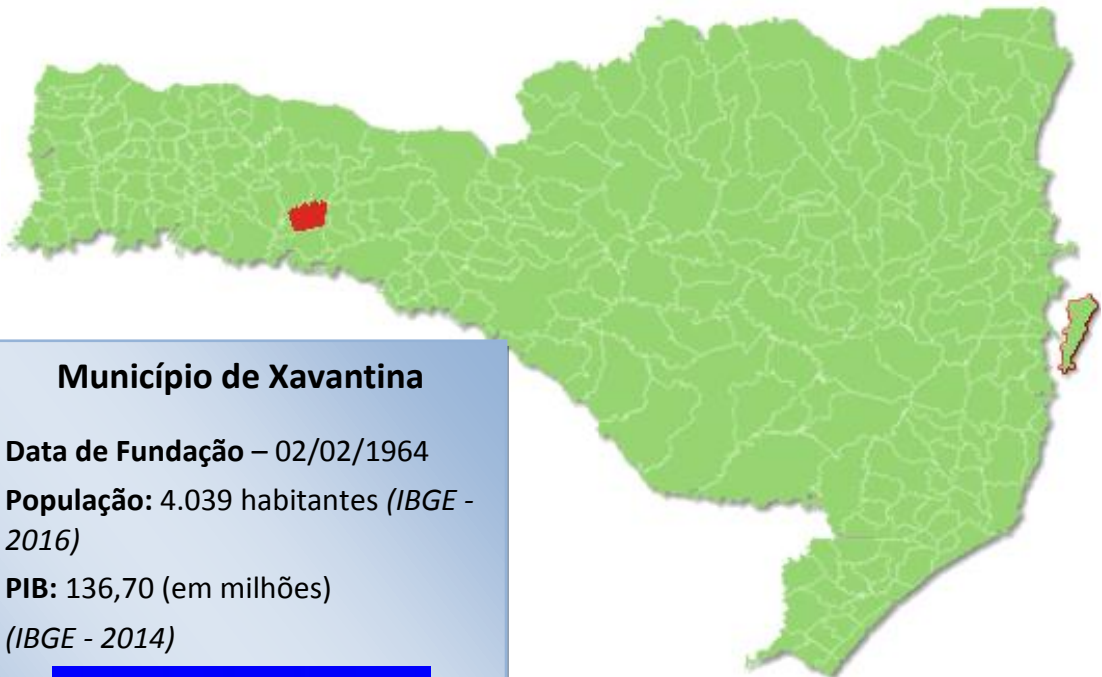 Município de Xavantina
Data de Fundação – 02/02/1964
População: 4.039 habitantes (IBGE -
2016)
PIB: 136,70 (em milhões)
(IBGE - 2014)